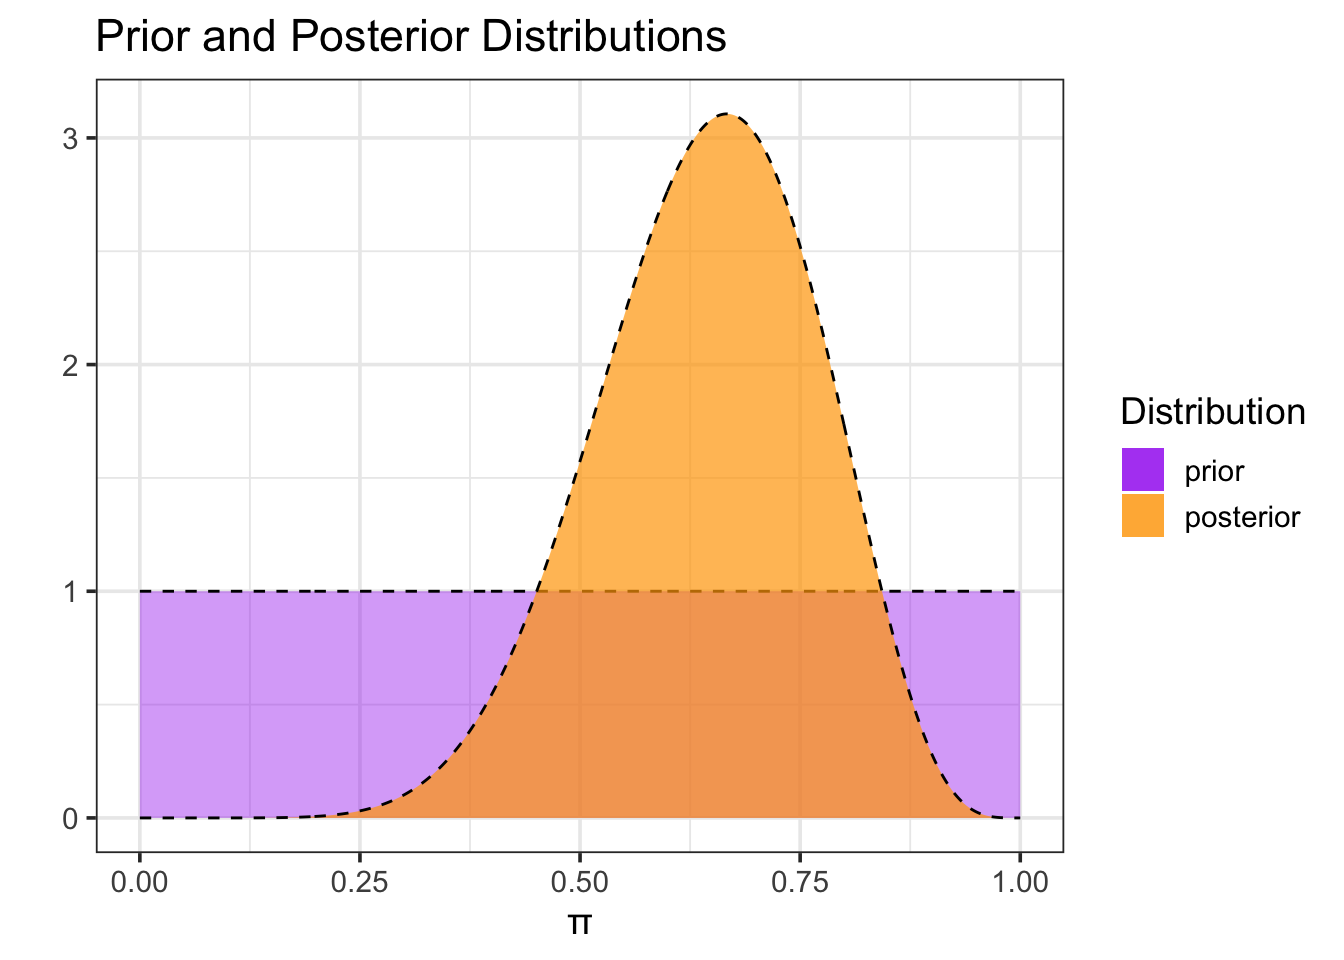 Prior and Posterior Distributions
3
2
1
0
0.00 0.25 0.50 0.75 1.00
π
Distribution
prior
posterior